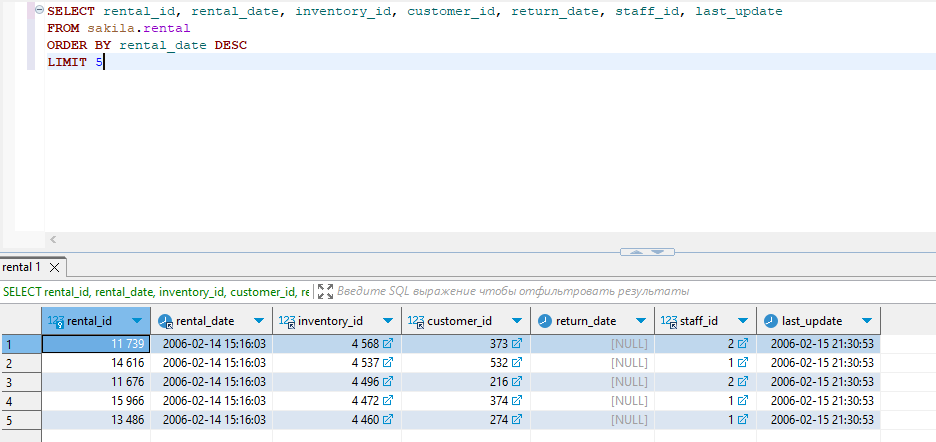 SELECT rental_id, rental_date, inventory_id, customer_id, return_date, staff_id, last_update
FROM sakila.rental
ORDER BY rental_date DESC
LIMIT 5
rental 1
SELECT rental_id, rental_date, inventory_id, customer_id, re Введите SQL выражение чтобы отфильтровать результаты
123 rental_id rental_date 123 inventory_id 123 customer_id return_date 123 staff_id last_update
1 11 739 2006-02-14 15:16:03 4 568 373 [NULL] 2 2006-02-15 21:30:53
2 14 616 2006-02-14 15:16:03 4 537 532 [NULL] 1 2006-02-15 21:30:53
3 11 676 2006-02-14 15:16:03 4 496 216 [NULL] 2 2006-02-15 21:30:53
4 15 966 2006-02-14 15:16:03 4 472 374 [NULL] 1 2006-02-15 21:30:53
5 13 486 2006-02-14 15:16:03 4 460 274 [NULL] 1 2006-02-15 21:30:53